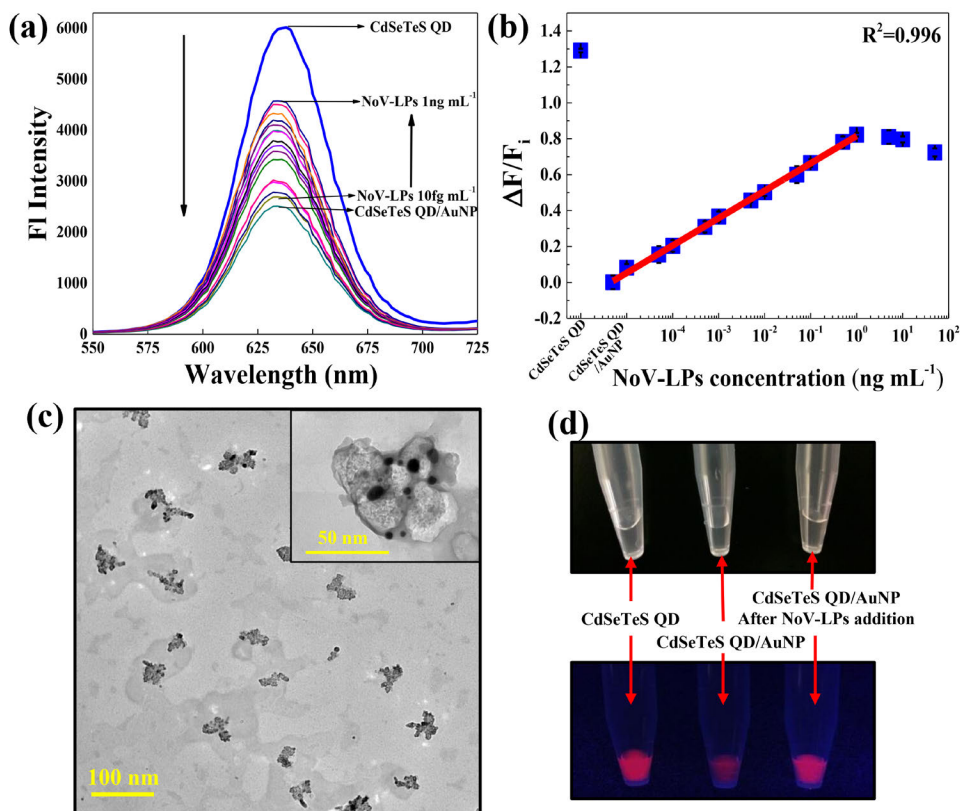 (a)
CdSeTeS QD
NoV-LPs 1ng mL⁻¹
NoV-LPs 10fg mL⁻¹
CdSeTeS QD/AuNP
6000
5000
4000
3000
2000
1000
0
Fl Intensity
550 575 600 625 650 675 700 725
Wavelength (nm)
(b)
R²=0.996
1.4
1.2
1.0
0.8
0.6
0.4
0.2
0.0
-0.2
ΔF/Fᵢ
CdSeTeS QD
CdSeTeS QD
/AuNP
10⁻⁴ 10⁻³ 10⁻² 10⁻¹ 10⁰ 10¹ 10²
NoV-LPs concentration (ng mL⁻¹)
(c)
50 nm
100 nm
(d)
CdSeTeS QD
CdSeTeS QD/AuNP
CdSeTeS QD/AuNP
After NoV-LPs addition